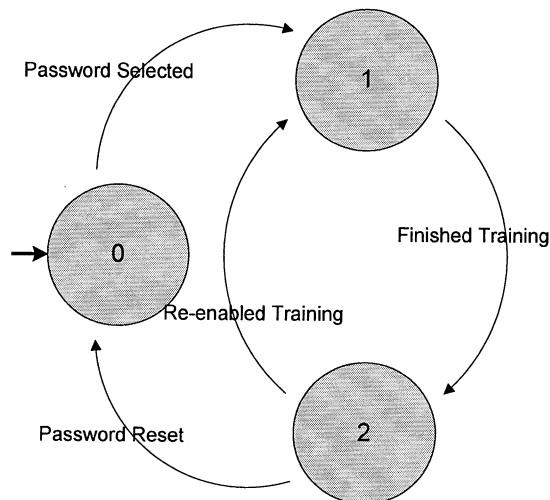 1
Password Selected
0
Finished Training
Re-enabled Training
2
Password Reset